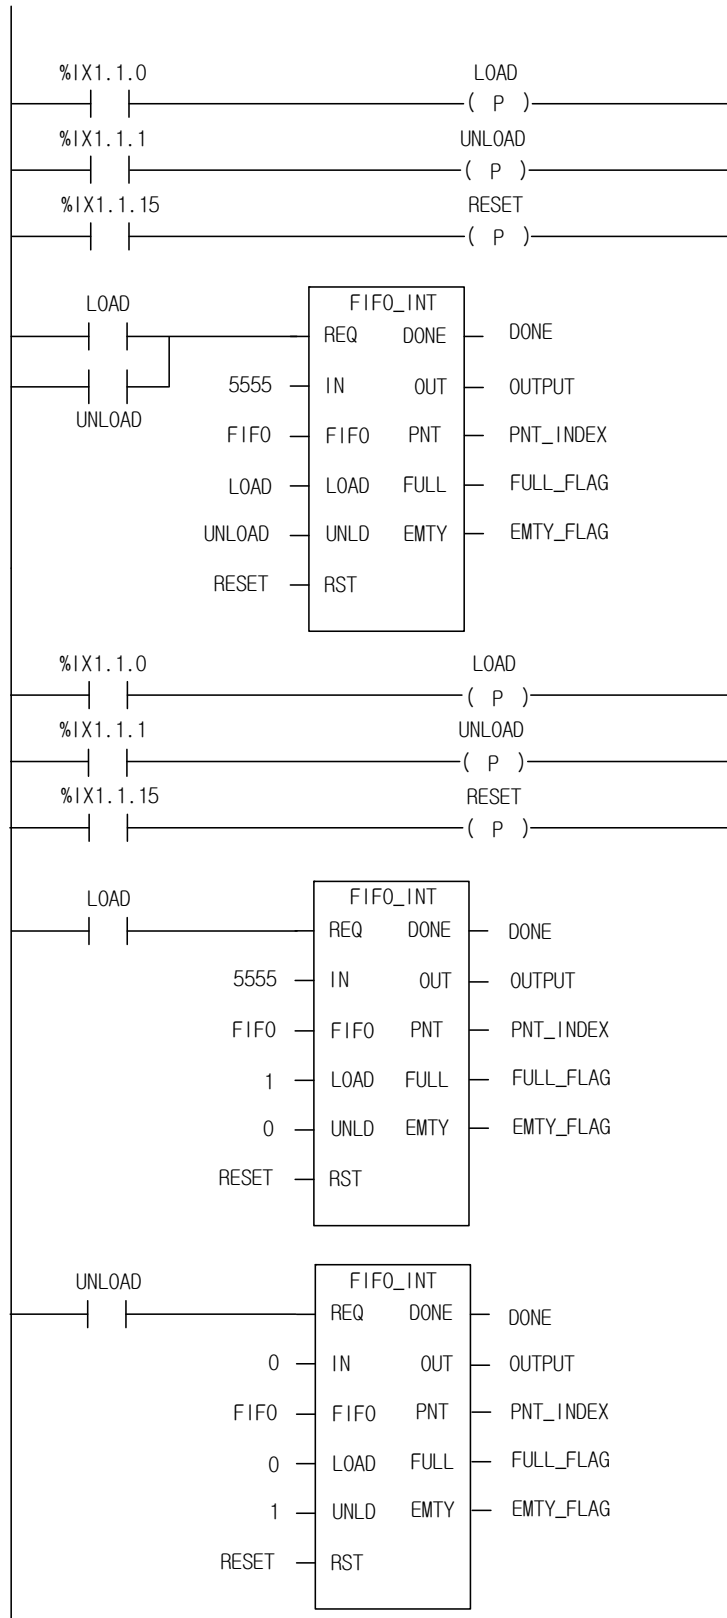 %IX1.1.0 LOAD
( P )
%IX1.1.1 UNLOAD
( P )
%IX1.1.15 RESET
( P )
LOAD FIFO_INT
REQ DONE DONE
5555 IN OUT OUTPUT
UNLOAD
FIFO FIFO PNT PNT_INDEX
LOAD LOAD FULL FULL_FLAG
UNLOAD UNLD EMTY EMTY_FLAG
RESET RST
%IX1.1.0 LOAD
( P )
%IX1.1.1 UNLOAD
( P )
%IX1.1.15 RESET
( P )
LOAD FIFO_INT
REQ DONE DONE
5555 IN OUT OUTPUT
FIFO FIFO PNT PNT_INDEX
1 LOAD FULL FULL_FLAG
0 UNLD EMTY EMTY_FLAG
RESET RST
UNLOAD FIFO_INT
REQ DONE DONE
0 IN OUT OUTPUT
FIFO FIFO PNT PNT_INDEX
0 LOAD FULL FULL_FLAG
1 UNLD EMTY EMTY_FLAG
RESET RST